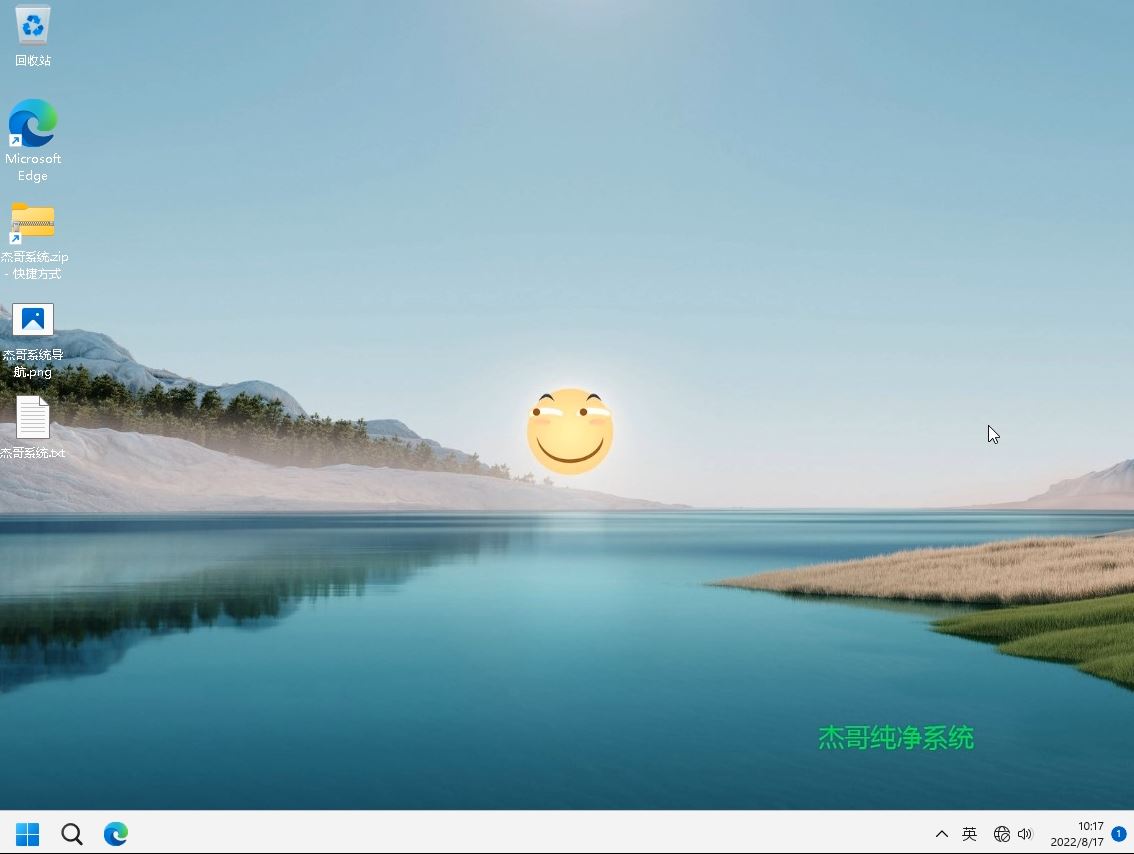 回收站
Microsoft
Edge
杰哥系统.zip
- 快捷方式
杰哥系统导
航.png
杰哥系统.txt
杰哥纯净系统
英
10:17
2022/8/17
1